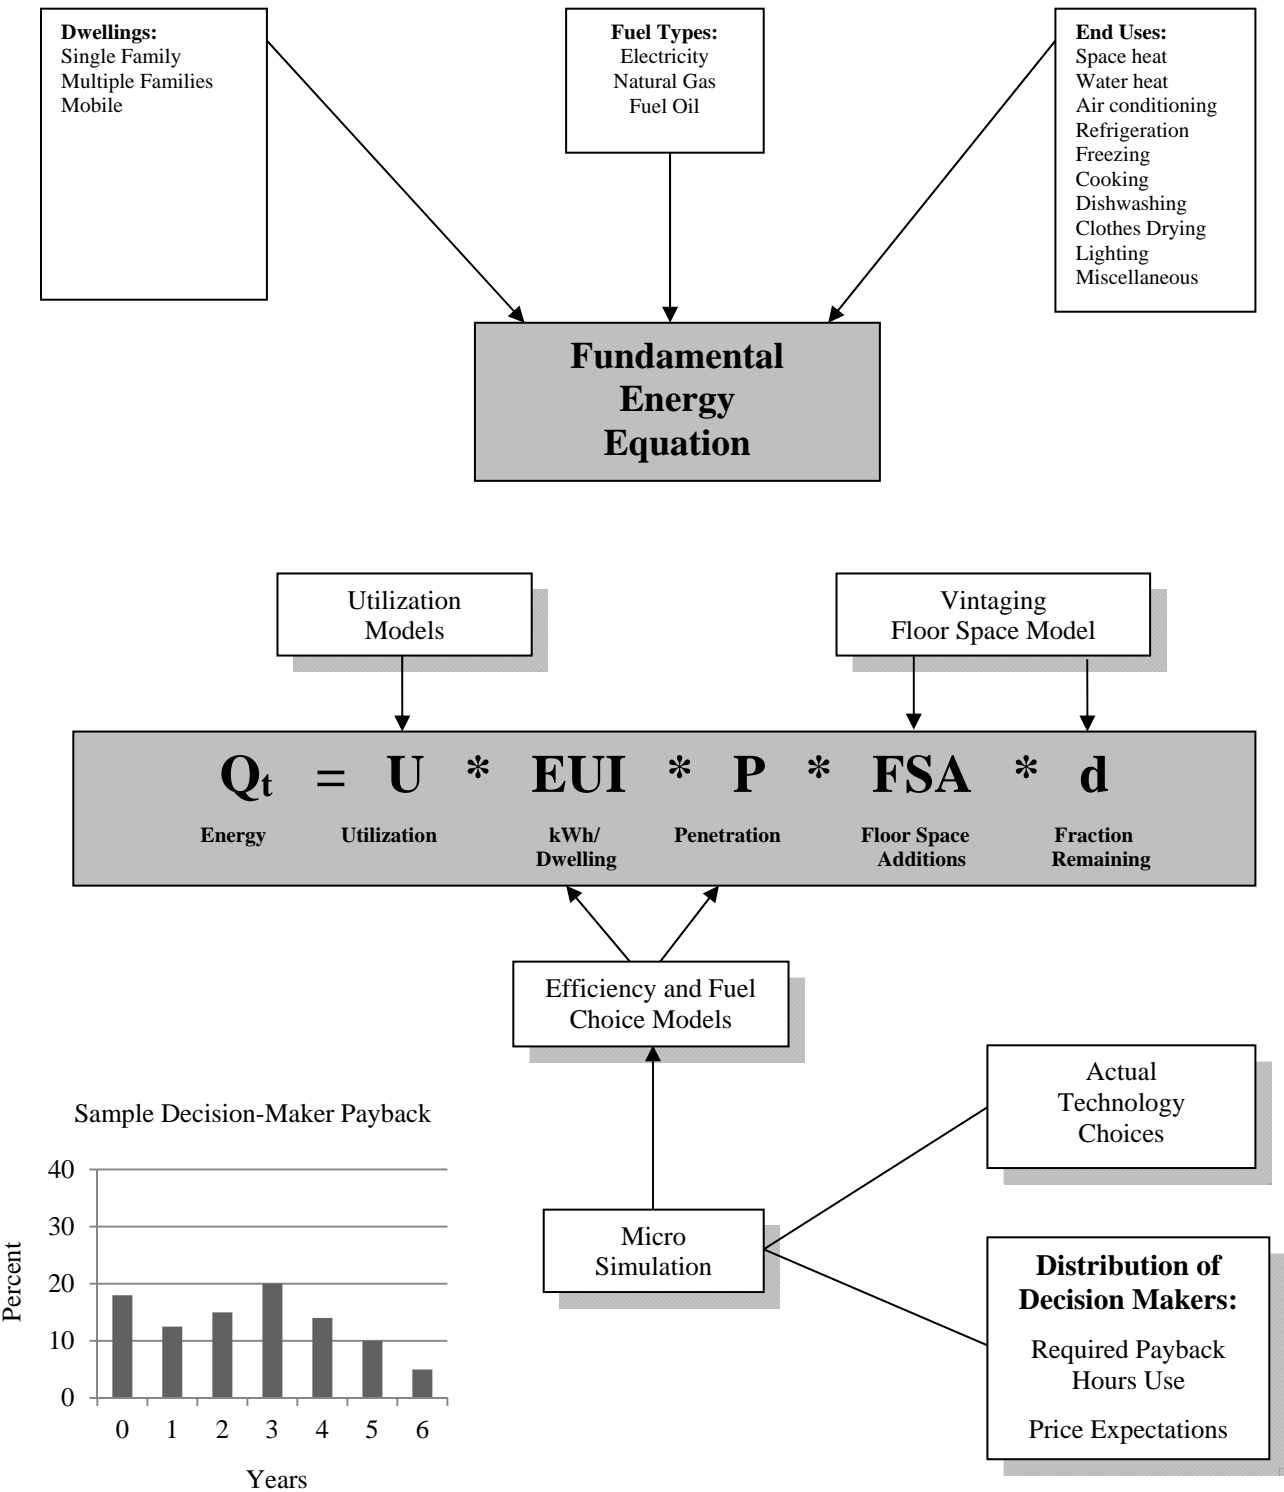 Dwellings:
Single Family
Multiple Families
Mobile
Fuel Types:
Electricity
Natural Gas
Fuel Oil
End Uses:
Space heat
Water heat
Air conditioning
Refrigeration
Freezing
Cooking
Dishwashing
Clothes Drying
Lighting
Miscellaneous
Fundamental
Energy
Equation
Utilization
Models
Vintaging
Floor Space Model
Qt = U * EUI * P * FSA * d
Energy Utilization kWh/ Penetration Floor Space Fraction
Dwelling Additions Remaining
Efficiency and Fuel
Choice Models
Actual
Technology
Choices
Micro
Simulation
Distribution of
Decision Makers:
Required Payback
Hours Use
Price Expectations
Sample Decision-Maker Payback
Percent
40
30
20
10
0
0 1 2 3 4 5 6
Years